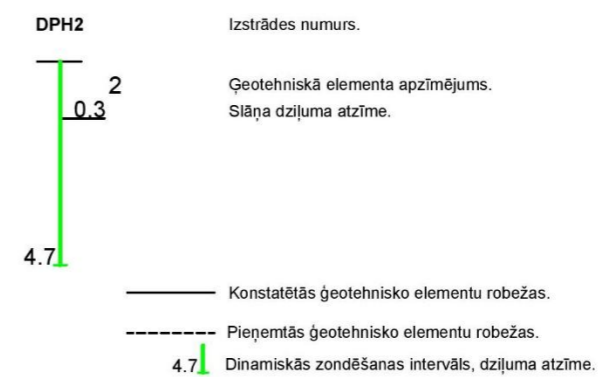 DPH2 Izstrādes numurs.
2 Ģeotehniskā elementa apzīmējums.
0.3 Slāņa dziļuma atzīme.
4.7
Konstatētās ģeotehnisko elementu robežas.
Pieņemtās ģeotehnisko elementu robežas.
4.7 Dinamiskās zondēšanas intervāls, dziļuma atzīme.